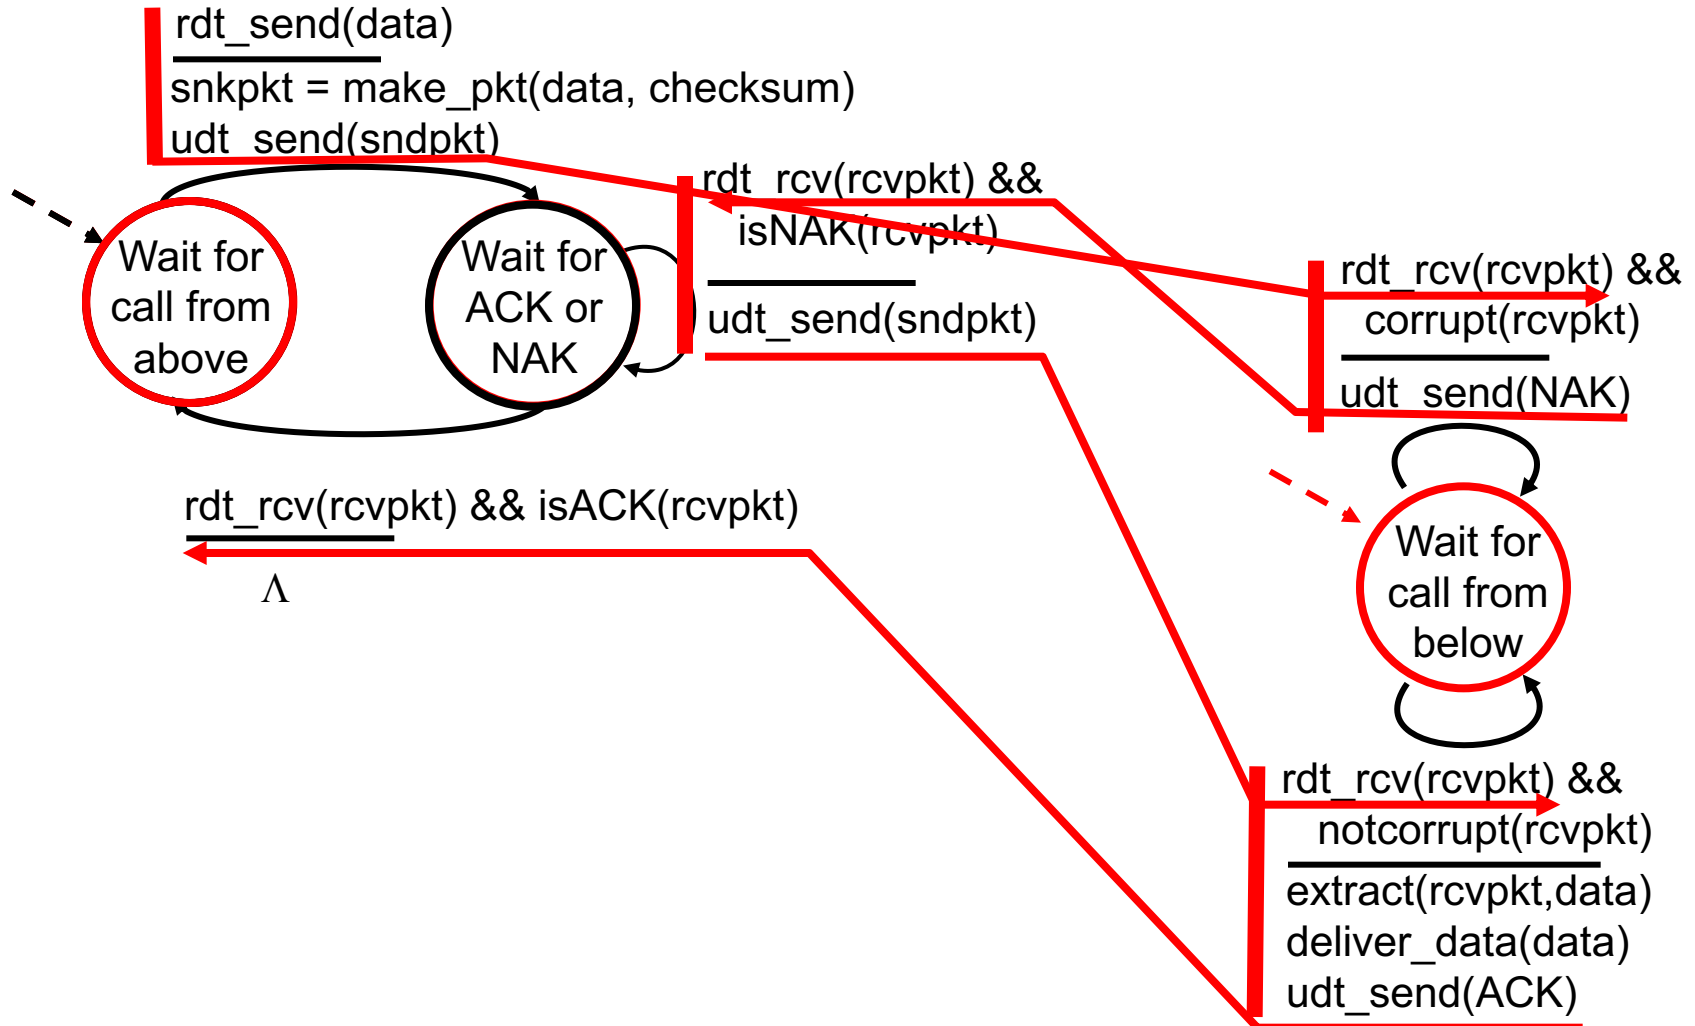 rdt_send(data)
snkpkt = make_pkt(data, checksum)
udt_send(sndpkt)
rdt_rcv(rcvpkt) &&
isNAK(rcvpkt)
udt_send(sndpkt)
Wait for
call from
above
Wait for
ACK or
NAK
rdt_rcv(rcvpkt) && isACK(rcvpkt)
Λ
rdt_rcv(rcvpkt) &&
corrupt(rcvpkt)
udt_send(NAK)
Wait for
call from
below
rdt_rcv(rcvpkt) &&
notcorrupt(rcvpkt)
extract(rcvpkt,data)
deliver_data(data)
udt_send(ACK)